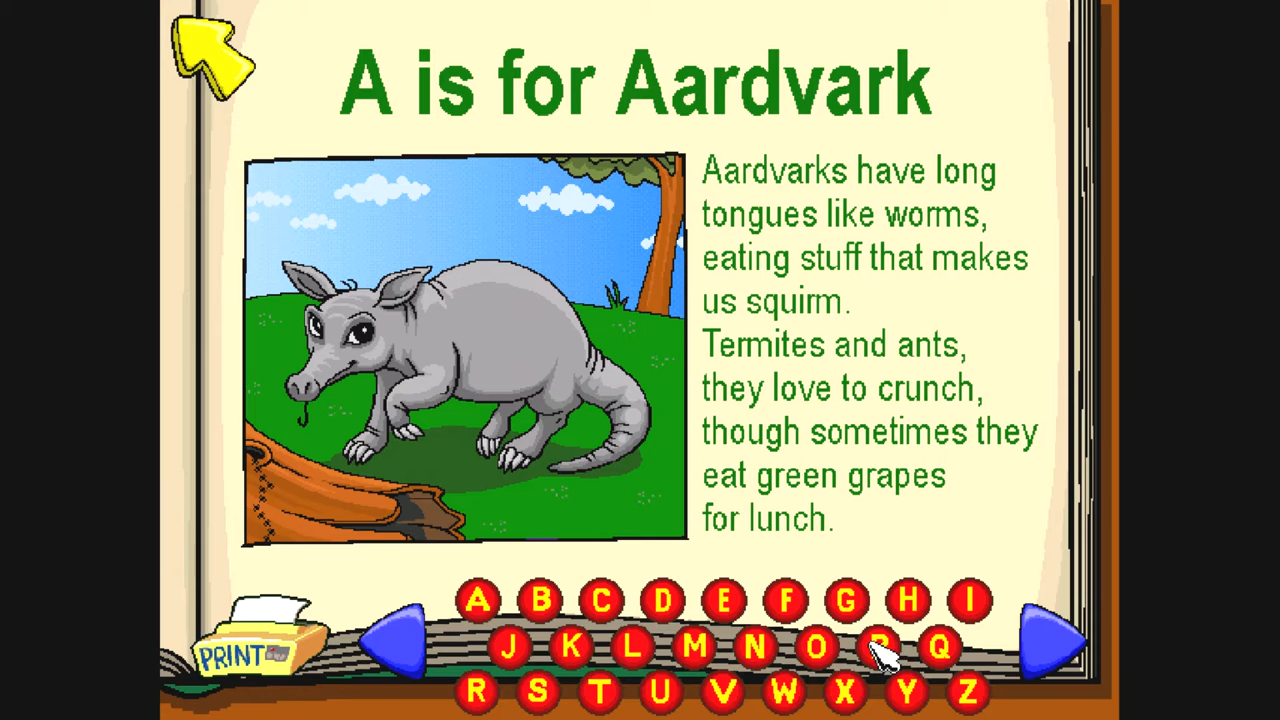 A is for Aardvark
Aardvarks have long
tongues like worms,
eating stuff that makes
us squirm.
Termites and ants,
they love to crunch,
though sometimes they
eat green grapes
for lunch.
PRINT
A B C D E F G H I
J K L M N O P Q
R S T U V W X Y Z